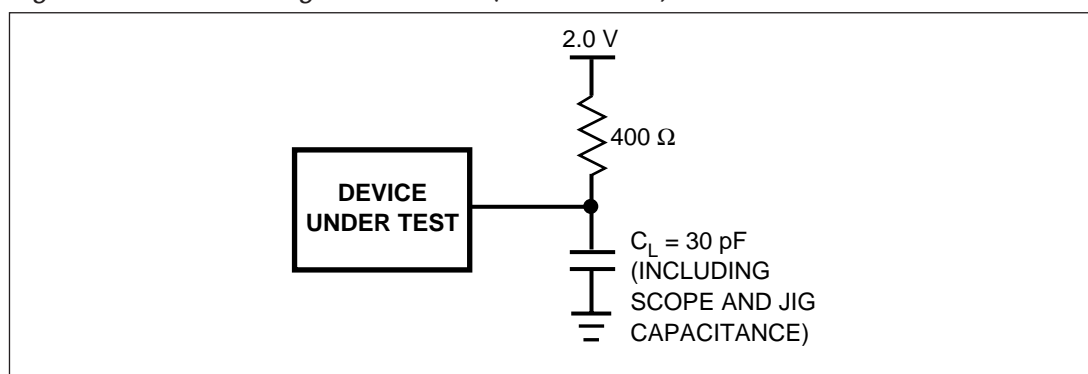 2.0 V
400 Ω
DEVICE
UNDER TEST
C_L = 30 pF
(INCLUDING
SCOPE AND JIG
CAPACITANCE)